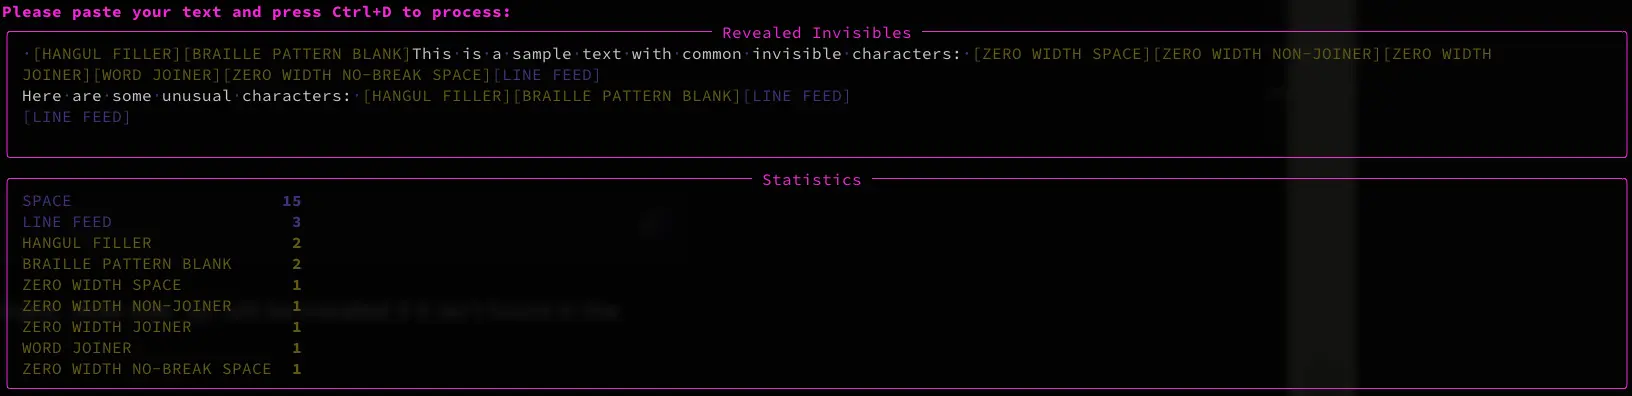 Please paste your text and press Ctrl+D to process:
Revealed Invisibles
·[HANGUL FILLER][BRAILLE PATTERN BLANK]This·is·a·sample·text·with·common·invisible·characters:·[ZERO WIDTH SPACE][ZERO WIDTH NON-JOINER][ZERO WIDTH
JOINER][WORD JOINER][ZERO WIDTH NO-BREAK SPACE][LINE FEED]
Here·are·some·unusual·characters:·[HANGUL FILLER][BRAILLE PATTERN BLANK][LINE FEED]
[LINE FEED]
Statistics
SPACE 15
LINE FEED 3
HANGUL FILLER 2
BRAILLE PATTERN BLANK 2
ZERO WIDTH SPACE 1
ZERO WIDTH NON-JOINER 1
ZERO WIDTH JOINER 1
WORD JOINER 1
ZERO WIDTH NO-BREAK SPACE 1